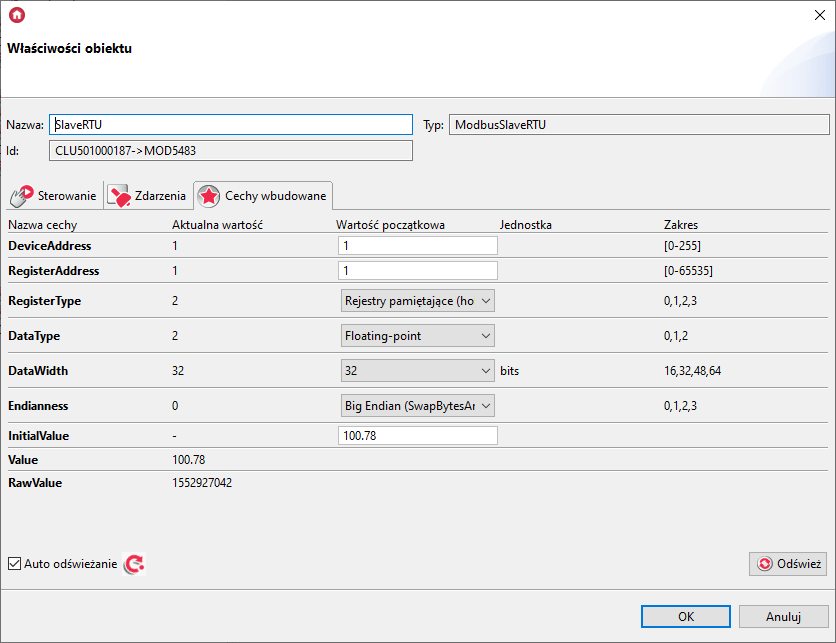 Właściwości obiektu
Nazwa: SlaveRTU Typ: ModbusSlaveRTU
Id: CLU501000187->MOD5483
Sterowanie Zdarzenia Cechy wbudowane
Nazwa cechy Aktualna wartość Wartość początkowa Jednostka Zakres
DeviceAddress 1 1 [0-255]
RegisterAddress 1 1 [0-65535]
RegisterType 2 Rejestry pamiętające (ho 0,1,2,3
DataType 2 Floating-point 0,1,2
DataWidth 32 32 bits 16,32,48,64
Endianness 0 Big Endian (SwapBytesAr 0,1,2,3
InitialValue - 100.78
Value 100.78
RawValue 1552927042
Auto odświeżanie Odśwież
OK Anuluj